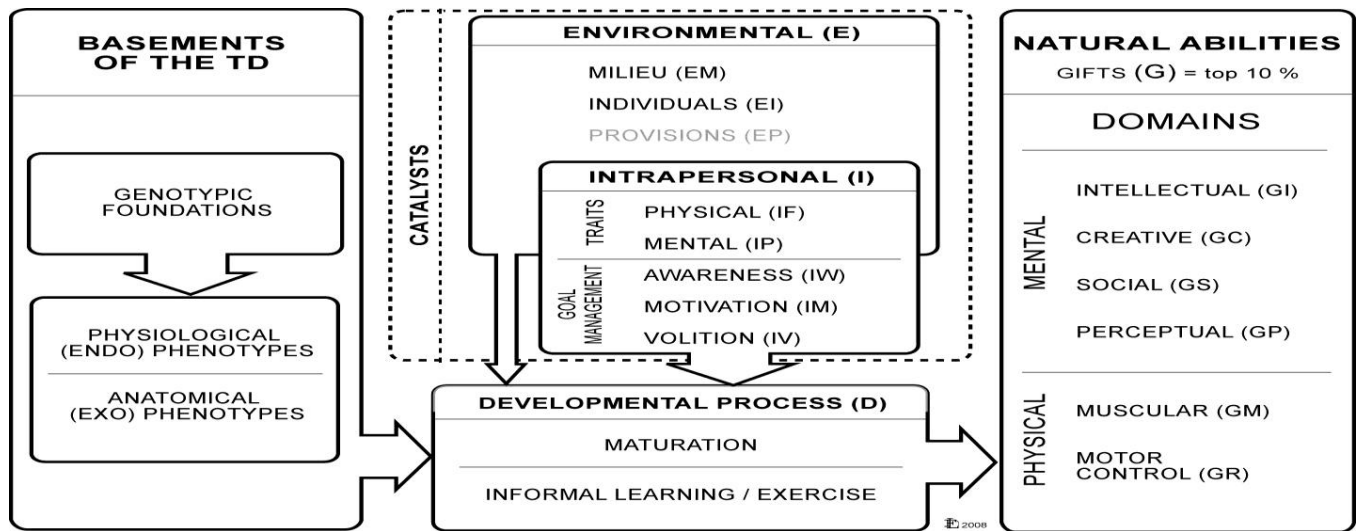 BASEMENTS
OF THE TD
GENOTYPIC
FOUNDATIONS
PHYSIOLOGICAL
(ENDO) PHENOTYPES
ANATOMICAL
(EXO) PHENOTYPES
CATALYSTS
ENVIRONMENTAL (E)
MILIEU (EM)
INDIVIDUALS (EI)
PROVISIONS (EP)
INTRAPERSONAL (I)
TRAITS
PHYSICAL (IF)
MENTAL (IP)
GOAL
MANAGEMENT
AWARENESS (IW)
MOTIVATION (IM)
VOLITION (IV)
DEVELOPMENTAL PROCESS (D)
MATURATION
INFORMAL LEARNING / EXERCISE
NATURAL ABILITIES
GIFTS (G) = top 10 %
DOMAINS
MENTAL
INTELLECTUAL (GI)
CREATIVE (GC)
SOCIAL (GS)
PERCEPTUAL (GP)
PHYSICAL
MUSCULAR (GM)
MOTOR
CONTROL (GR)
2008